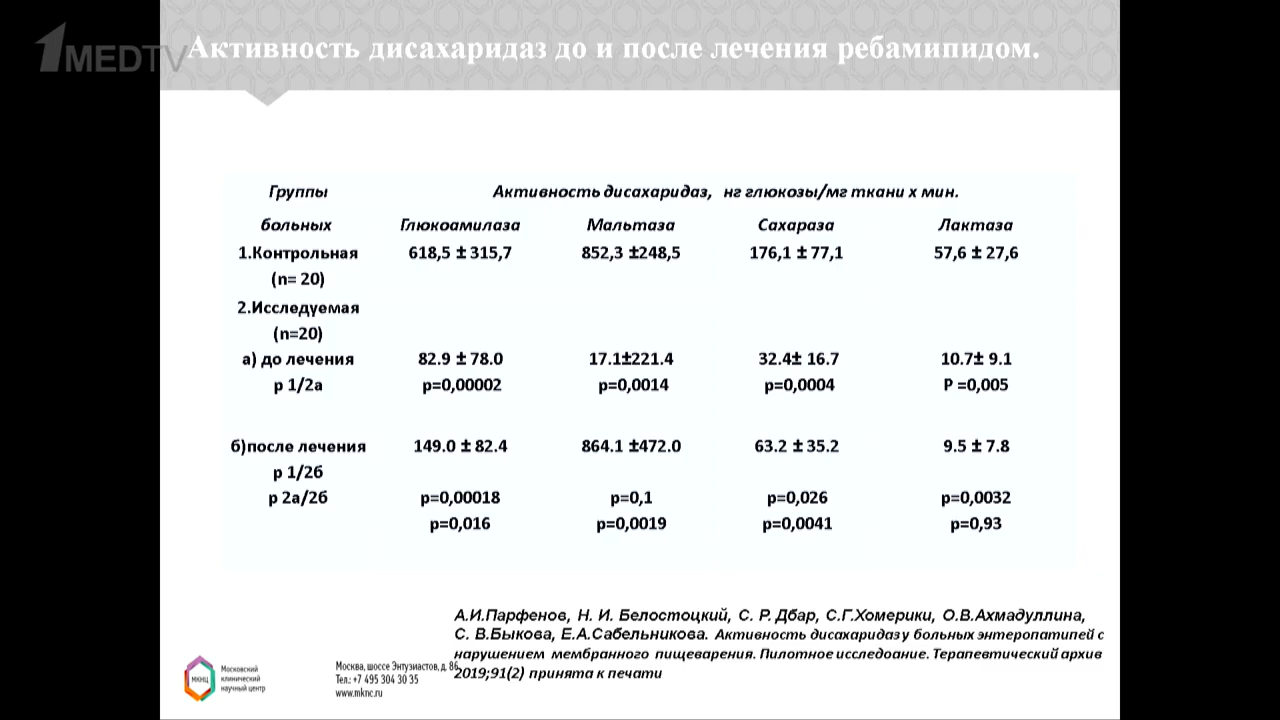 1MEDTV
Активность дисахаридаз до и после лечения ребамипидом.
Группы Активность дисахаридаз, нг глюкозы/мг ткани х мин.
больных Глюкоамилаза Мальтаза Сахараза Лактаза
1.Контрольная 618,5 ± 315,7 852,3 ±248,5 176,1 ± 77,1 57,6 ± 27,6
(n= 20)
2.Исследуемая
(n=20)
а) до лечения 82.9 ± 78.0 17.1±221.4 32.4± 16.7 10.7± 9.1
р 1/2а р=0,00002 р=0,0014 р=0,0004 Р =0,005
б)после лечения 149.0 ± 82.4 864.1 ±472.0 63.2 ± 35.2 9.5 ± 7.8
р 1/2б
р 2а/2б р=0,00018 р=0,1 р=0,026 р=0,0032
р=0,016 р=0,0019 р=0,0041 р=0,93
А.И.Парфенов, Н. И. Белостоцкий, С. Р. Дбар, С.Г.Хомерики, О.В.Ахмадуллина,
С. В.Быкова, Е.А.Сабельникова. Активность дисахаридаз у больных энтеропатипей с
нарушением мембранного пищеварения. Пилотное исследоание. Терапевтический архив
2019;91(2) принята к печати
МКНЦ
Московский
клинический
научный центр
Москва, шоссе Энтузиастов, д. 86
Тел.: +7 495 304 30 35
www.mknc.ru